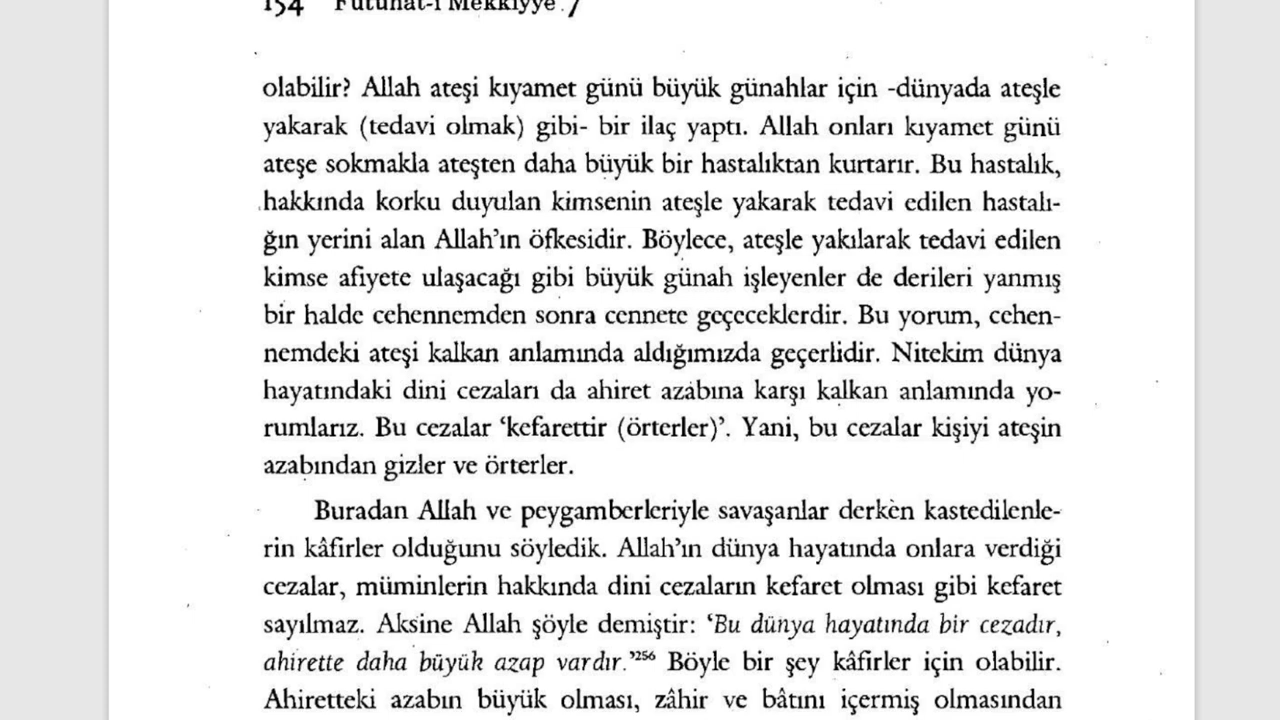 154 Fütûhât-ı Mekkiyye 7
olabilir? Allah ateşi kıyamet günü büyük günahlar için -dünyada ateşle
yakarak (tedavi olmak) gibi- bir ilaç yaptı. Allah onları kıyamet günü
ateşe sokmakla ateşten daha büyük bir hastalıktan kurtarır. Bu hastalık,
hakkında korku duyulan kimsenin ateşle yakarak tedavi edilen hastalı-
ğın yerini alan Allah'ın öfkesidir. Böylece, ateşle yakılarak tedavi edilen
kimse afiyete ulaşacağı gibi büyük günah işleyenler de derileri yanmış
bir halde cehennemden sonra cennete geçeceklerdir. Bu yorum, cehen-
nemdeki ateşi kalkan anlamında aldığımızda geçerlidir. Nitekim dünya
hayatındaki dini cezaları da ahiret azabına karşı kalkan anlamında yo-
rumlarız. Bu cezalar 'kefarettir (örterler)'. Yani, bu cezalar kişiyi ateşin
azabından gizler ve örterler.
Buradan Allah ve peygamberleriyle savaşanlar derken kastedilenle-
rin kâfirler olduğunu söyledik. Allah'ın dünya hayatında onlara verdiği
cezalar, müminlerin hakkında dini cezaların kefaret olması gibi kefaret
sayılmaz. Aksine Allah şöyle demiştir: 'Bu dünya hayatında bir cezadır,
ahirette daha büyük azap vardır.'256 Böyle bir şey kâfirler için olabilir.
Ahiretteki azabın büyük olması, zâhir ve bâtını içermiş olmasından